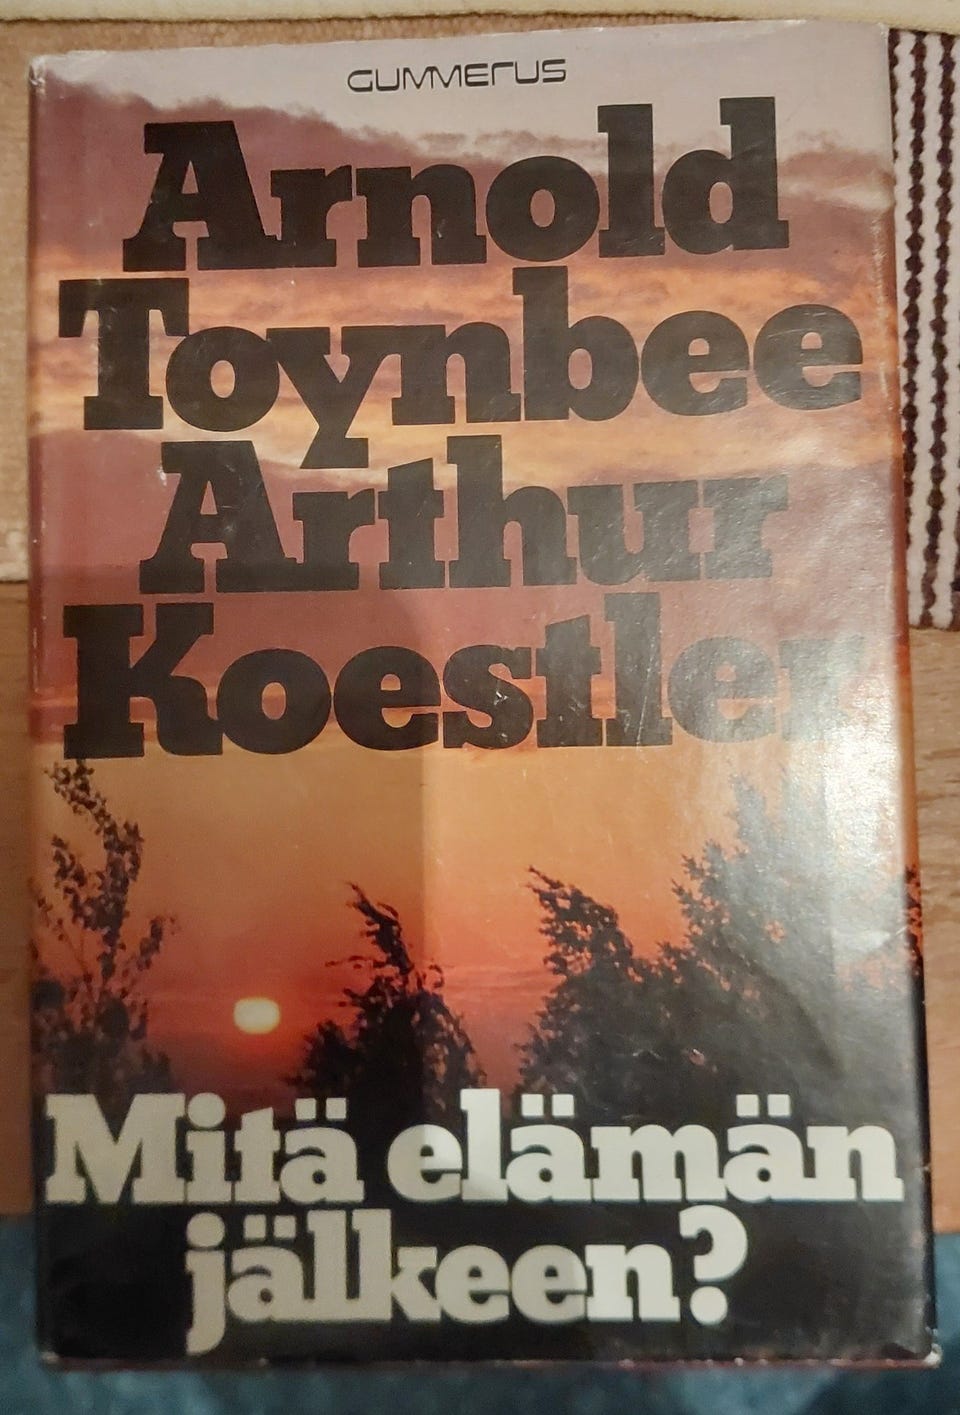 GUMMERUS
Arnold
Toynbee
Arthur
Koestler
Mitä elämän
jälkeen?